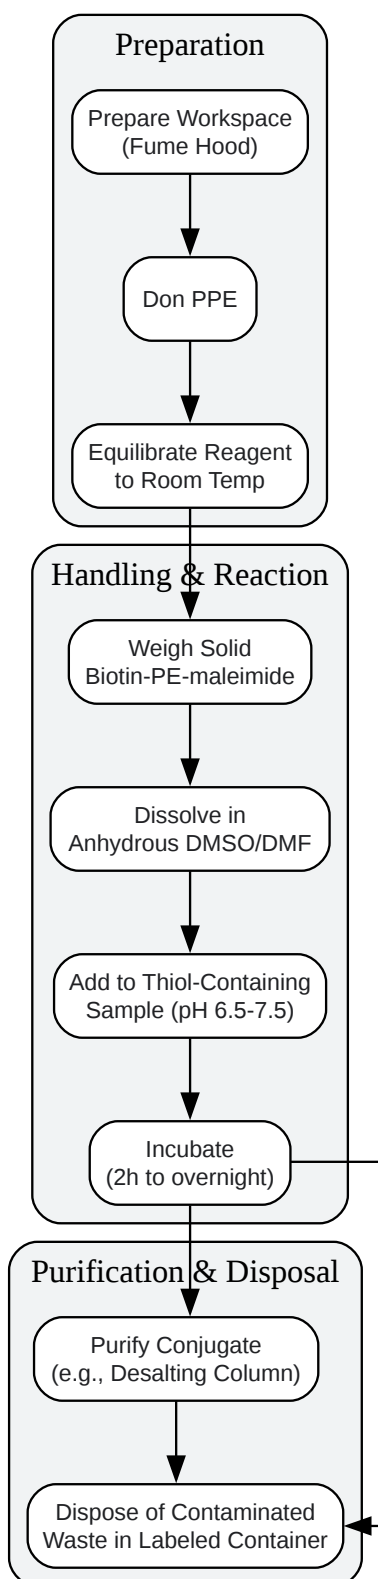 Preparation
Prepare Workspace
(Fume Hood)
Don PPE
Equilibrate Reagent
to Room Temp
Handling & Reaction
Weigh Solid
Biotin-PE-maleimide
Dissolve in
Anhydrous DMSO/DMF
Add to Thiol-Containing
Sample (pH 6.5-7.5)
Incubate
(2h to overnight)
Purification & Disposal
Purify Conjugate
(e.g., Desalting Column)
Dispose of Contaminated
Waste in Labeled Container